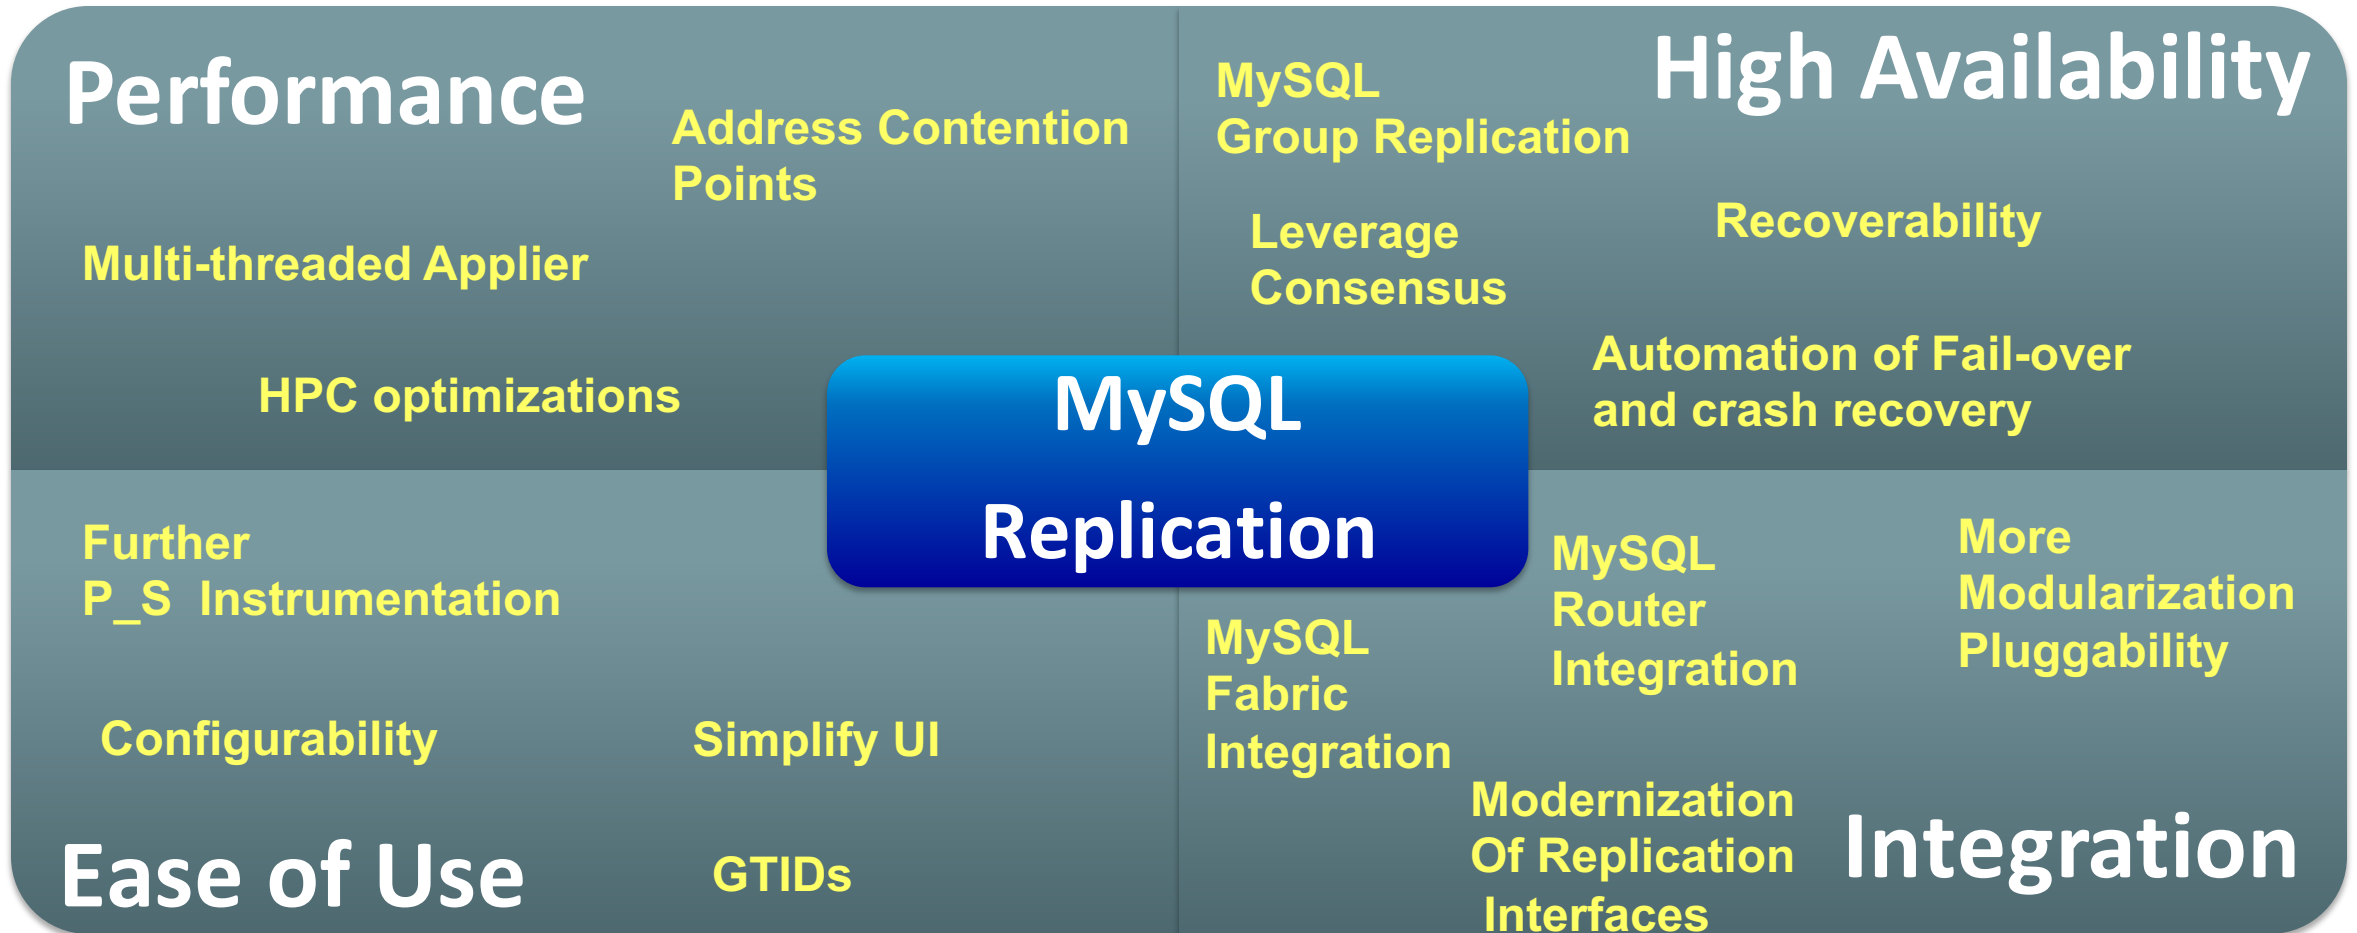 Performance
Address Contention
Points
Multi-threaded Applier
HPC optimizations
High Availability
MySQL
Group Replication
Leverage
Consensus
Recoverability
Automation of Fail-over
and crash recovery
MySQL
Replication
Further
P_S  Instrumentation
Configurability
Simplify UI
GTIDs
Ease of Use
MySQL
Fabric
Integration
MySQL
Router
Integration
More
Modularization
Pluggability
Modernization
Of Replication
Interfaces
Integration